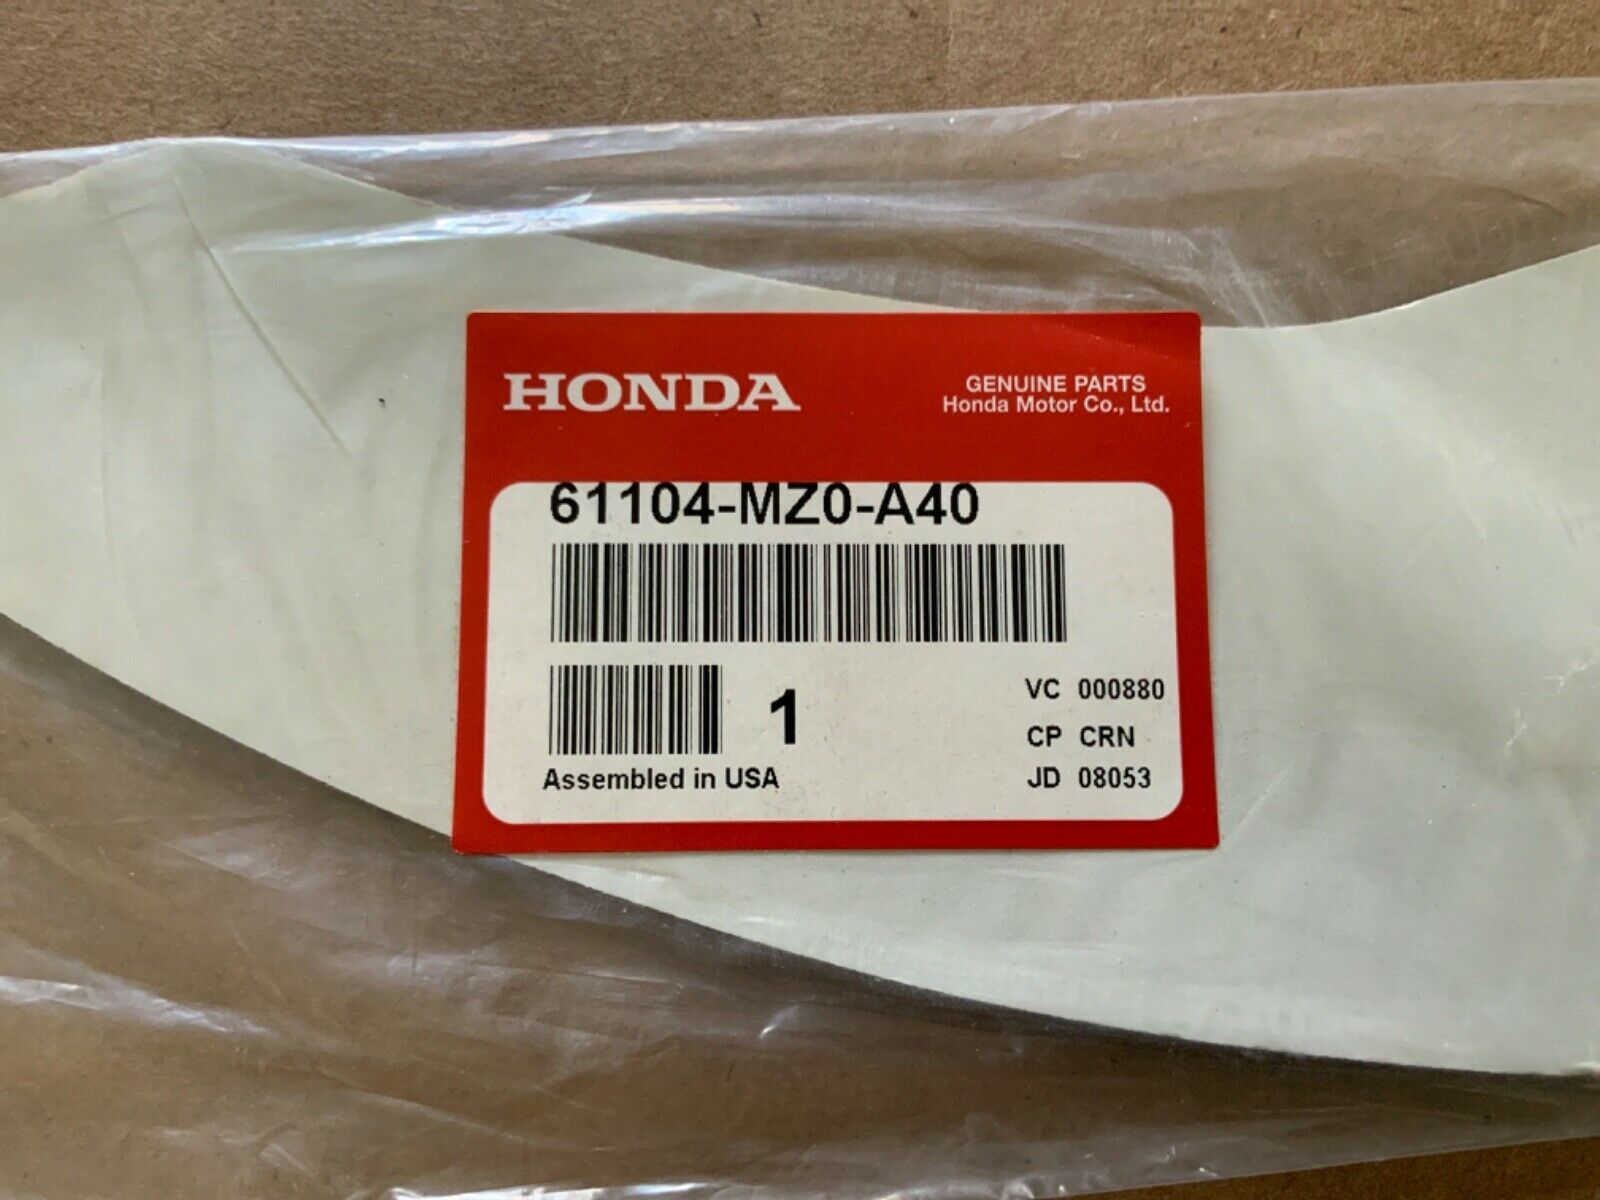 HONDA
GENUINE PARTS
Honda Motor Co., Ltd.
61104-MZ0-A40
1
VC 000880
CP CRN
Assembled in USA
JD 08053